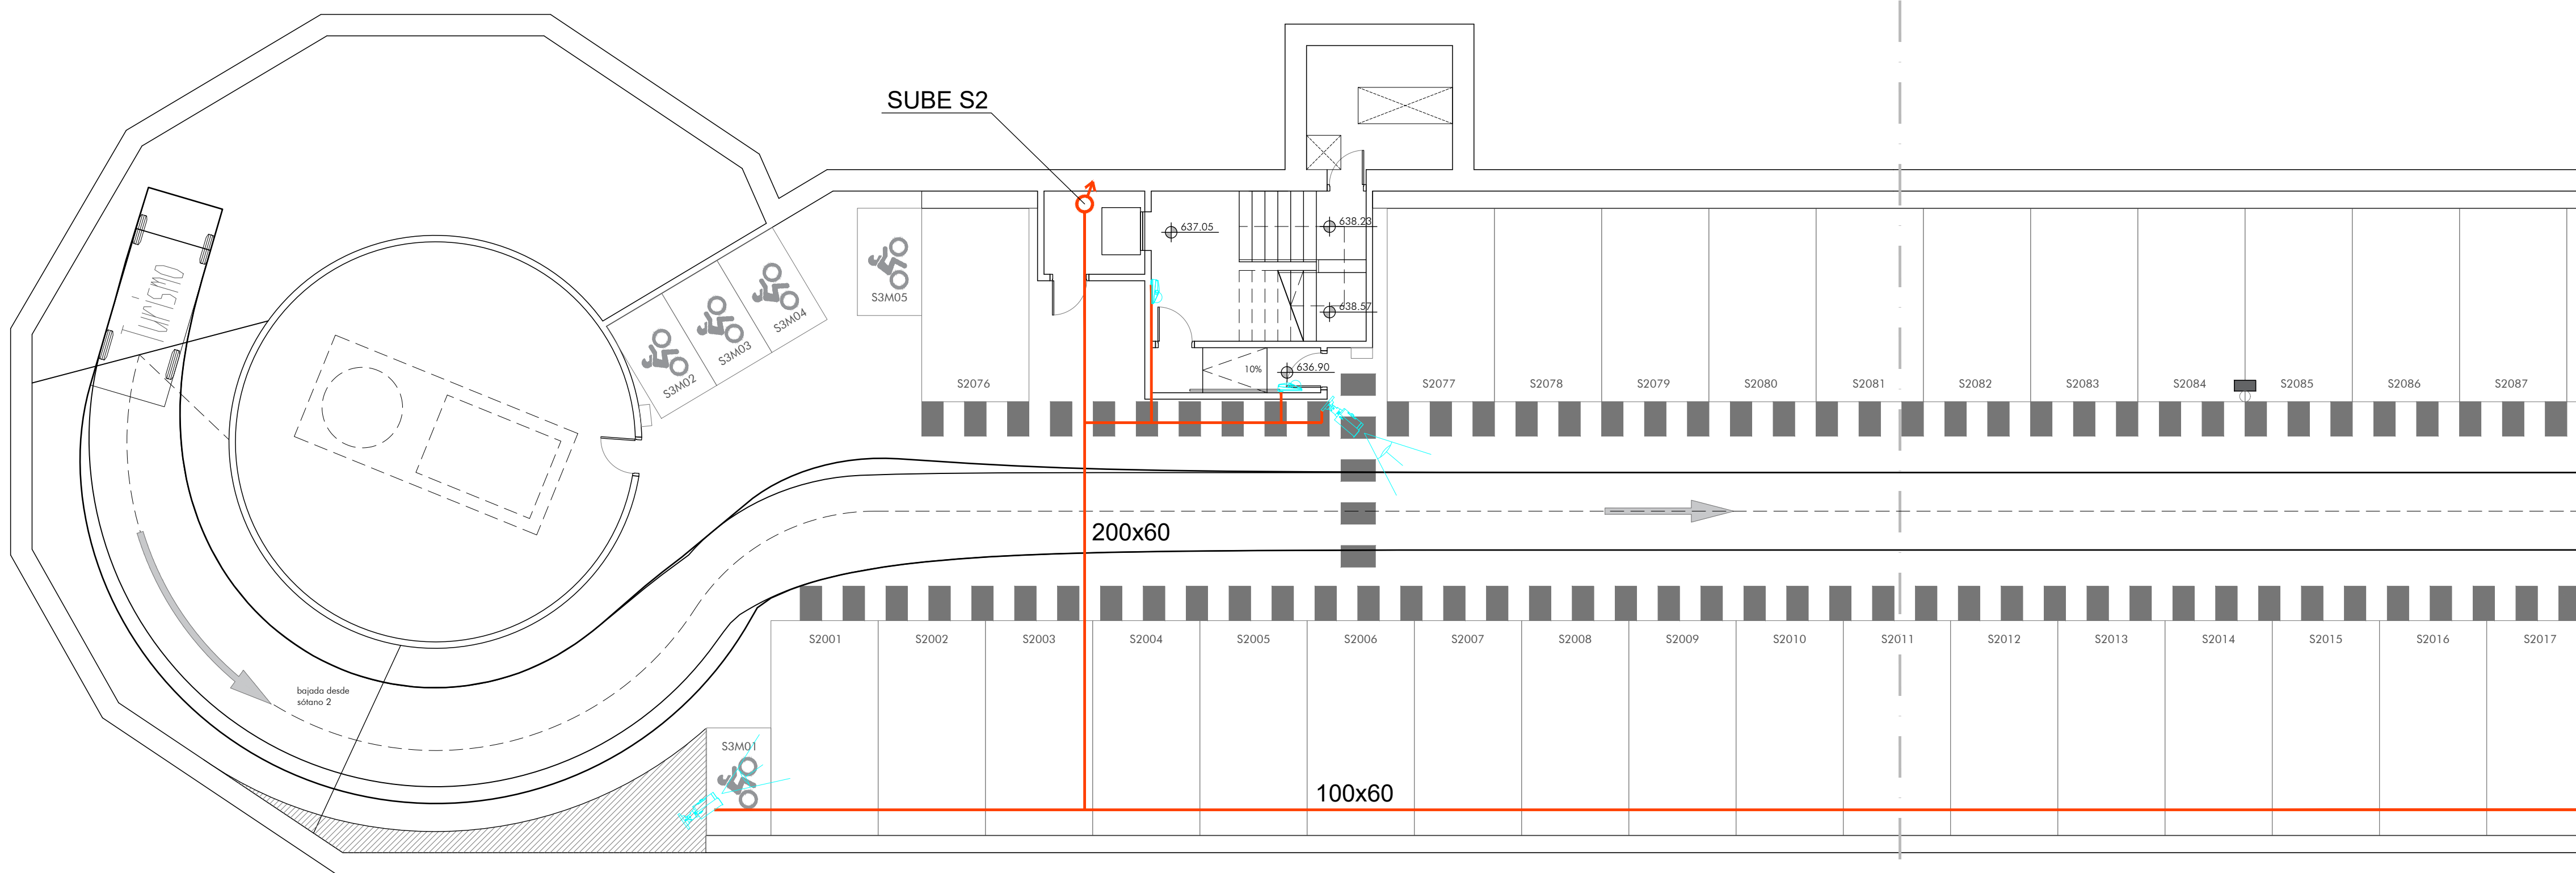 SUBE S2
637.05
638.23
638.57
636.90
10%
Turismo
S3M05
S3M04
S3M03
S3M02
S2076
S2077
S2078
S2079
S2080
S2081
S2082
S2083
S2084
S2085
S2086
S2087
200x60
S2001
S2002
S2003
S2004
S2005
S2006
S2007
S2008
S2009
S2010
S2011
S2012
S2013
S2014
S2015
S2016
S2017
bajada desde
sótano 2
S3M01
100x60